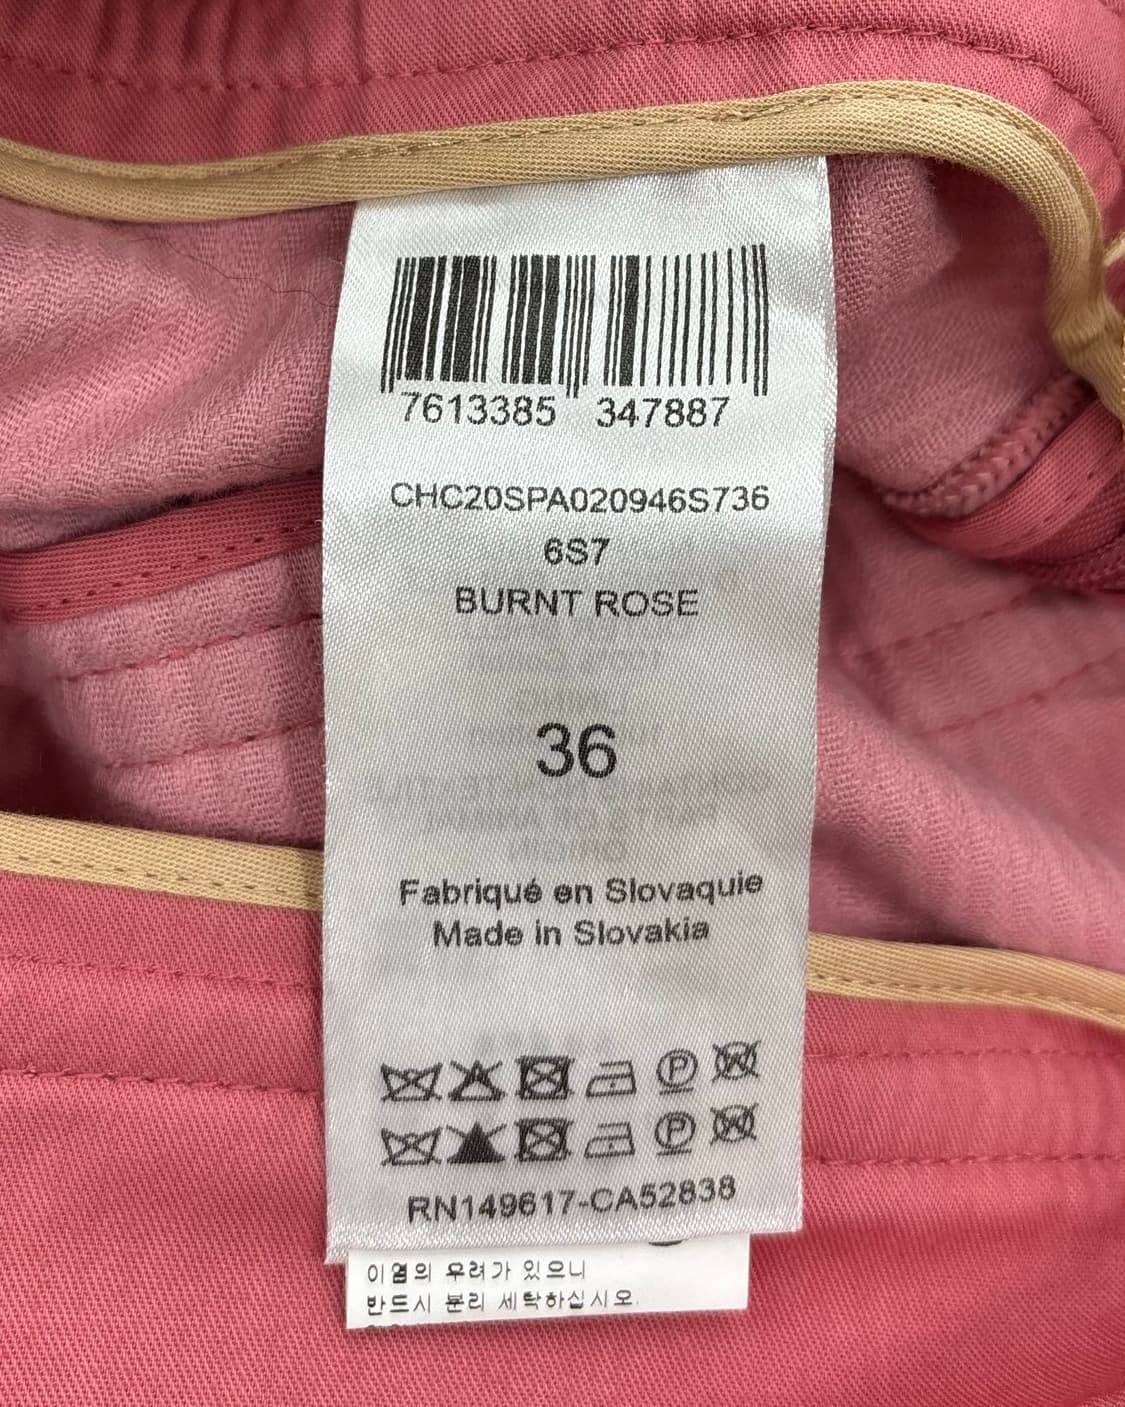 7613385 347887
CHC20SPA020946S736
6S7
BURNT ROSE
36
Fabriqué en Slovaquie
Made in Slovakia
RN149617-CA52838
이염의 우려가 있으니
반드시 분리 세탁하십시오.